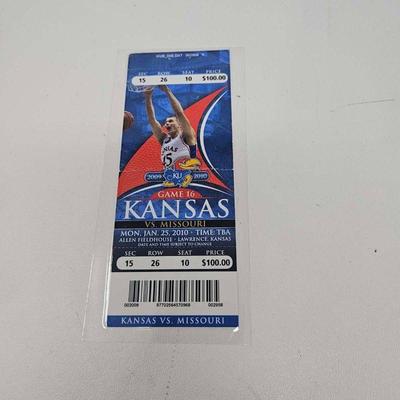 SEC ROW SEAT PRICE
15 26 10 $100.00
KANSAS
KU
2009 2010
GAME 16
KANSAS
VS. MISSOURI
MON, JAN. 25, 2010 · TIME: TBA
ALLEN FIELDHOUSE · LAWRENCE, KANSAS
DATE AND TIME SUBJECT TO CHANGE
SEC ROW SEAT PRICE
15 26 10 $100.00
KANSAS VS. MISSOURI